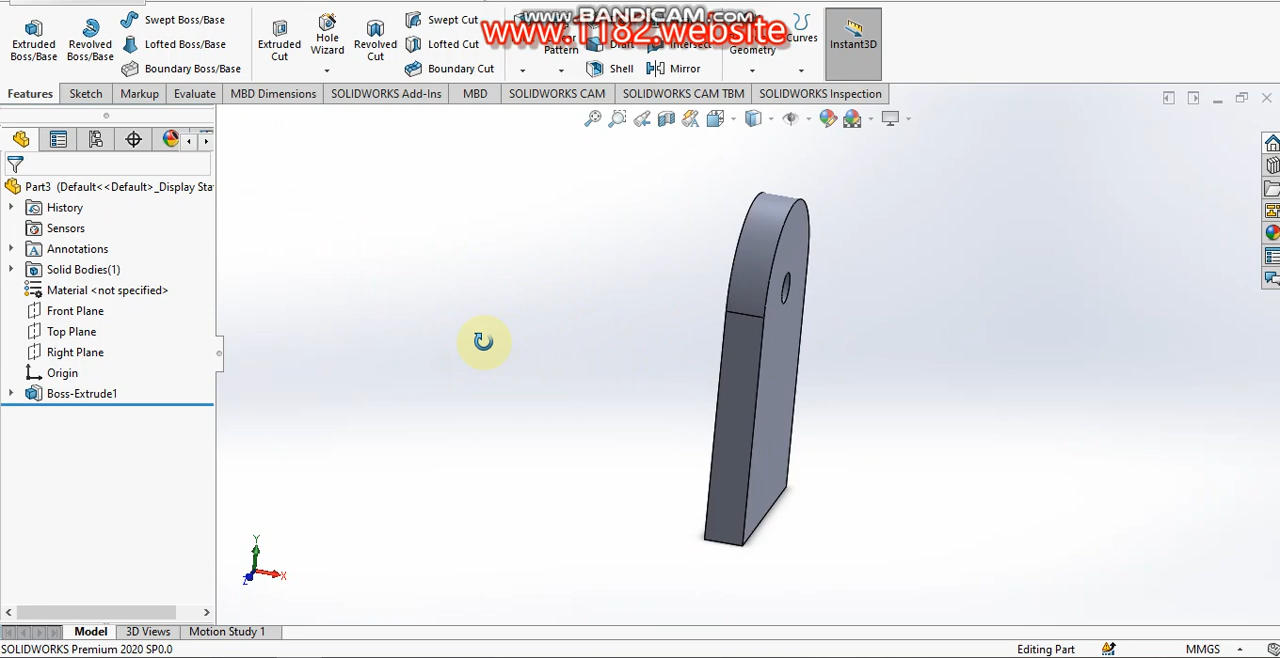 www.BANDICAM.com
www.1182.website
Extruded Boss/Base
Revolved Boss/Base
Swept Boss/Base
Lofted Boss/Base
Boundary Boss/Base
Extruded Cut
Hole Wizard
Revolved Cut
Swept Cut
Lofted Cut
Boundary Cut
Pattern
Draft
Shell
Intersect
Mirror
Geometry
Curves
Instant3D
Features
Sketch
Markup
Evaluate
MBD Dimensions
SOLIDWORKS Add-Ins
MBD
SOLIDWORKS CAM
SOLIDWORKS CAM TBM
SOLIDWORKS Inspection
Part3 (Default<<Default>_Display Sta
History
Sensors
A Annotations
Solid Bodies(1)
Material <not specified>
Front Plane
Top Plane
Right Plane
Origin
Boss-Extrude1
Y
X
Z
Model
3D Views
Motion Study 1
SOLIDWORKS Premium 2020 SP0.0
Editing Part
MMGS